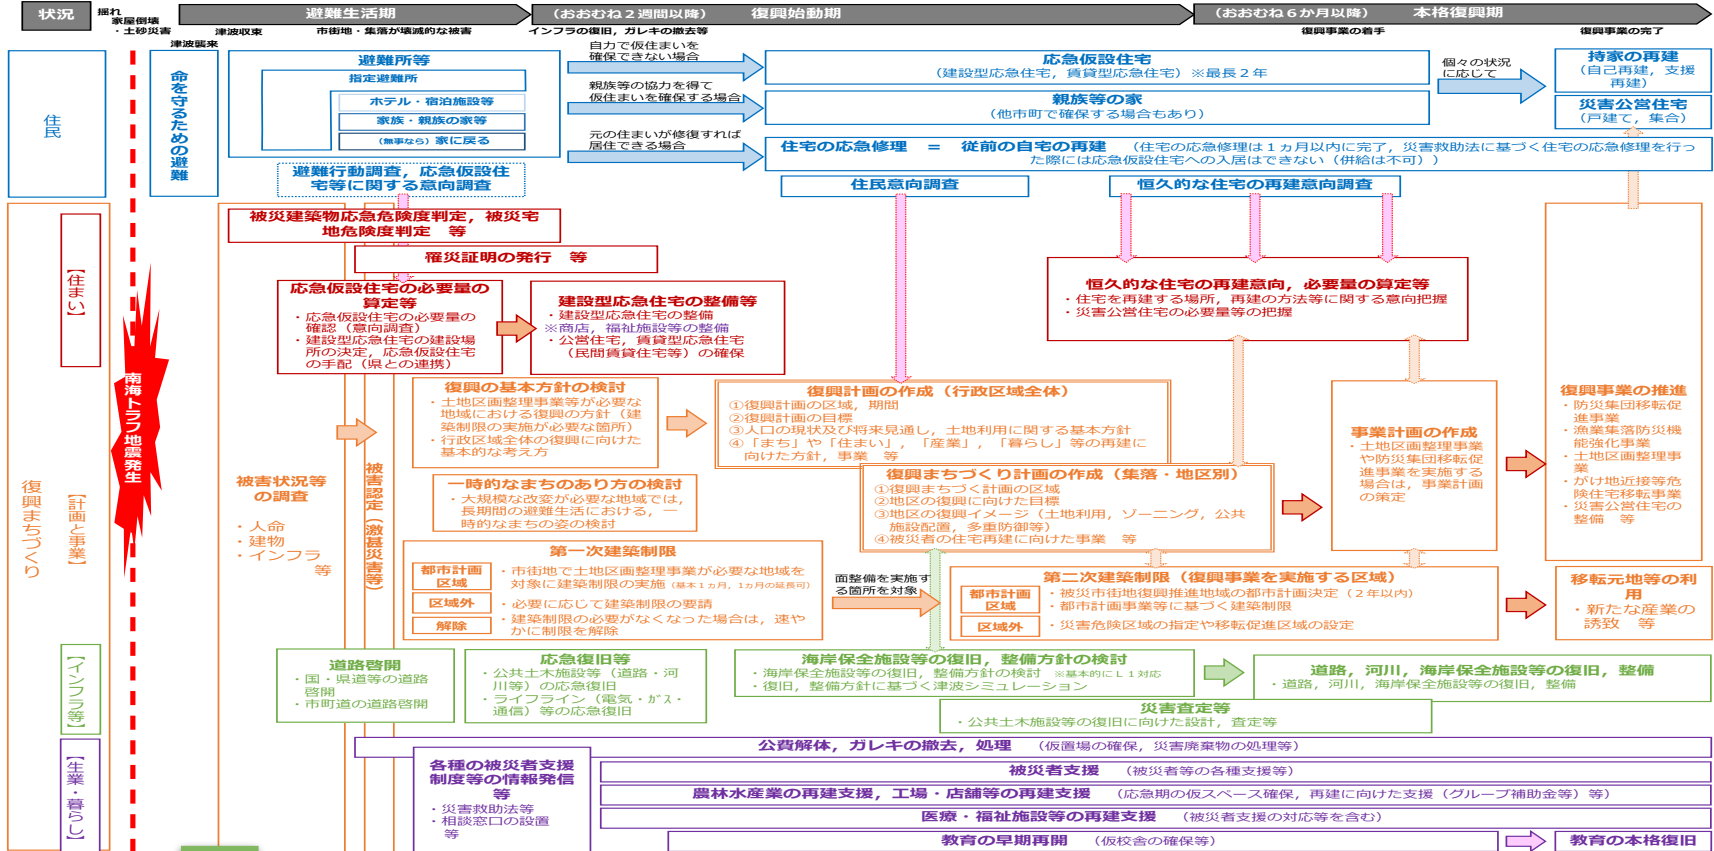 状況
揺れ
家屋倒壊
・土砂災害
津波襲来
津波収束
避難生活期
市街地・集落が壊滅的な被害
（おおむね２週間以降）　復興始動期
インフラの復旧，ガレキの撤去等
（おおむね６か月以降）　本格復興期
復興事業の着手
復興事業の完了
住民
命を守るための避難
避難所等
指定避難所
ホテル・宿泊施設等
家族・親族の家等
（無事なら）家に戻る
自力で仮住まいを
確保できない場合
親族等の協力を得て
仮住まいを確保する場合
元の住まいが修復すれば
居住できる場合
応急仮設住宅
（建設型応急住宅，賃貸型応急住宅）※最長２年
親族等の家
（他市町で確保する場合もあり）
個々の状況
に応じて
持家の再建
（自己再建，支援
再建）
災害公営住宅
（戸建て，集合）
住宅の応急修理　＝　従前の自宅の再建　（住宅の応急修理は１ヵ月以内に完了，災害救助法に基づく住宅の応急修理を行っ
た際には応急仮設住宅への入居はできない（併給は不可））
避難行動調査，応急仮設住
宅等に関する意向調査
住民意向調査
恒久的な住宅の再建意向調査
南海トラフ地震発生
復興まちづくり
【住まい】
被災建築物応急危険度判定，被災宅
地危険度判定　等
罹災証明の発行　等
応急仮設住宅の必要量の
算定等
・応急仮設住宅の必要量の
確認（意向調査）
・建設型応急住宅の建設場
所の決定，応急仮設住宅
の手配（県との連携）
建設型応急住宅の整備等
・建設型応急住宅の整備
※商店，福祉施設等の整備
・公営住宅，賃貸型応急住宅
（民間賃貸住宅等）の確保
恒久的な住宅の再建意向，必要量の算定等
・住宅を再建する場所，再建の方法等に関する意向把握
・災害公営住宅の必要量等の把握
【計画と事業】
被害状況等
の調査
・人命
・建物
・インフラ
等
被害認定（激甚災害等）
復興の基本方針の検討
・土地区画整理事業等が必要な
地域における復興の方針（建
築制限の実施が必要な箇所）
・行政区域全体の復興に向けた
基本的な考え方
一時的なまちのあり方の検討
・大規模な改変が必要な地域では，
長期間の避難生活における，一
時的なまちの姿の検討
復興計画の作成（行政区域全体）
①復興計画の区域，期間
②復興計画の目標
③人口の現状及び将来見通し，土地利用に関する基本方針
④「まち」や「住まい」，「産業」，「暮らし」等の再建に
向けた方針，事業　等
復興まちづくり計画の作成（集落・地区別）
①復興まちづく計画の区域
②地区の復興に向けた目標
③地区の復興イメージ（土地利用，ゾーニング，公共
施設配置，多重防御等）
④被災者の住宅再建に向けた事業　等
事業計画の作成
・土地区画整理事業
や防災集団移転促
進事業を実施する
場合は，事業計画
の策定
復興事業の推進
・防災集団移転促
進事業
・漁業集落防災機
能強化事業
・土地区画整理事
業
・がけ地近接等危
険住宅移転事業
・災害公営住宅の
整備　等
第一次建築制限
都市計画
区域
・市街地で土地区画整理事業が必要な地域を
対象に建築制限の実施（基本１ヵ月，１ヵ月の延長可）
区域外
・必要に応じて建築制限の要請
解除
・建築制限の必要がなくなった場合は，速や
かに制限を解除
面整備を実施す
る箇所を対象
第二次建築制限（復興事業を実施する区域）
都市計画
区域
・被災市街地復興推進地域の都市計画決定（２年以内）
・都市計画事業等に基づく建築制限
区域外
・災害危険区域の指定や移転促進区域の設定
移転元地等の利
用
・新たな産業の
誘致　等
【インフラ等】
道路啓開
・国・県道等の道路
啓開
・市町道の道路啓開
応急復旧等
・公共土木施設等（道路・河
川等）の応急復旧
・ライフライン（電気・ガス・
通信）等の応急復旧
海岸保全施設等の復旧，整備方針の検討
・海岸保全施設等の復旧，整備方針の検討　※基本的にＬ１対応
・復旧，整備方針に基づく津波シミュレーション
道路，河川，海岸保全施設等の復旧，整備
・道路，河川，海岸保全施設等の復旧，整備
災害査定等
・公共土木施設等の復旧に向けた設計，査定等
【生業・暮らし】
公費解体，ガレキの撤去，処理　（仮置場の確保，災害廃棄物の処理等）
各種の被災者支援
制度等の情報発信
等
・災害救助法等
・相談窓口の設置
等
被災者支援　（被災者等の各種支援等）
農林水産業の再建支援，工場・店舗等の再建支援　（応急期の仮スペース確保，再建に向けた支援（グループ補助金等）等）
医療・福祉施設等の再建支援　（被災者支援の対応等を含む）
教育の早期再開　（仮校舎の確保等）
教育の本格復旧